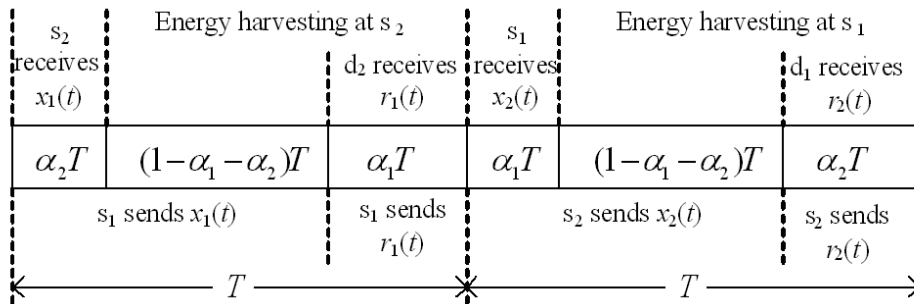 s₂ receives x₁(t)
Energy harvesting at s₂
d₂ receives r₁(t)
s₁ receives x₂(t)
Energy harvesting at s₁
d₁ receives r₂(t)
α₂T
(1−α₁−α₂)T
α₁T
α₁T
(1−α₁−α₂)T
α₂T
s₁ sends x₁(t)
s₁ sends r₁(t)
s₂ sends x₂(t)
s₂ sends r₂(t)
T
T